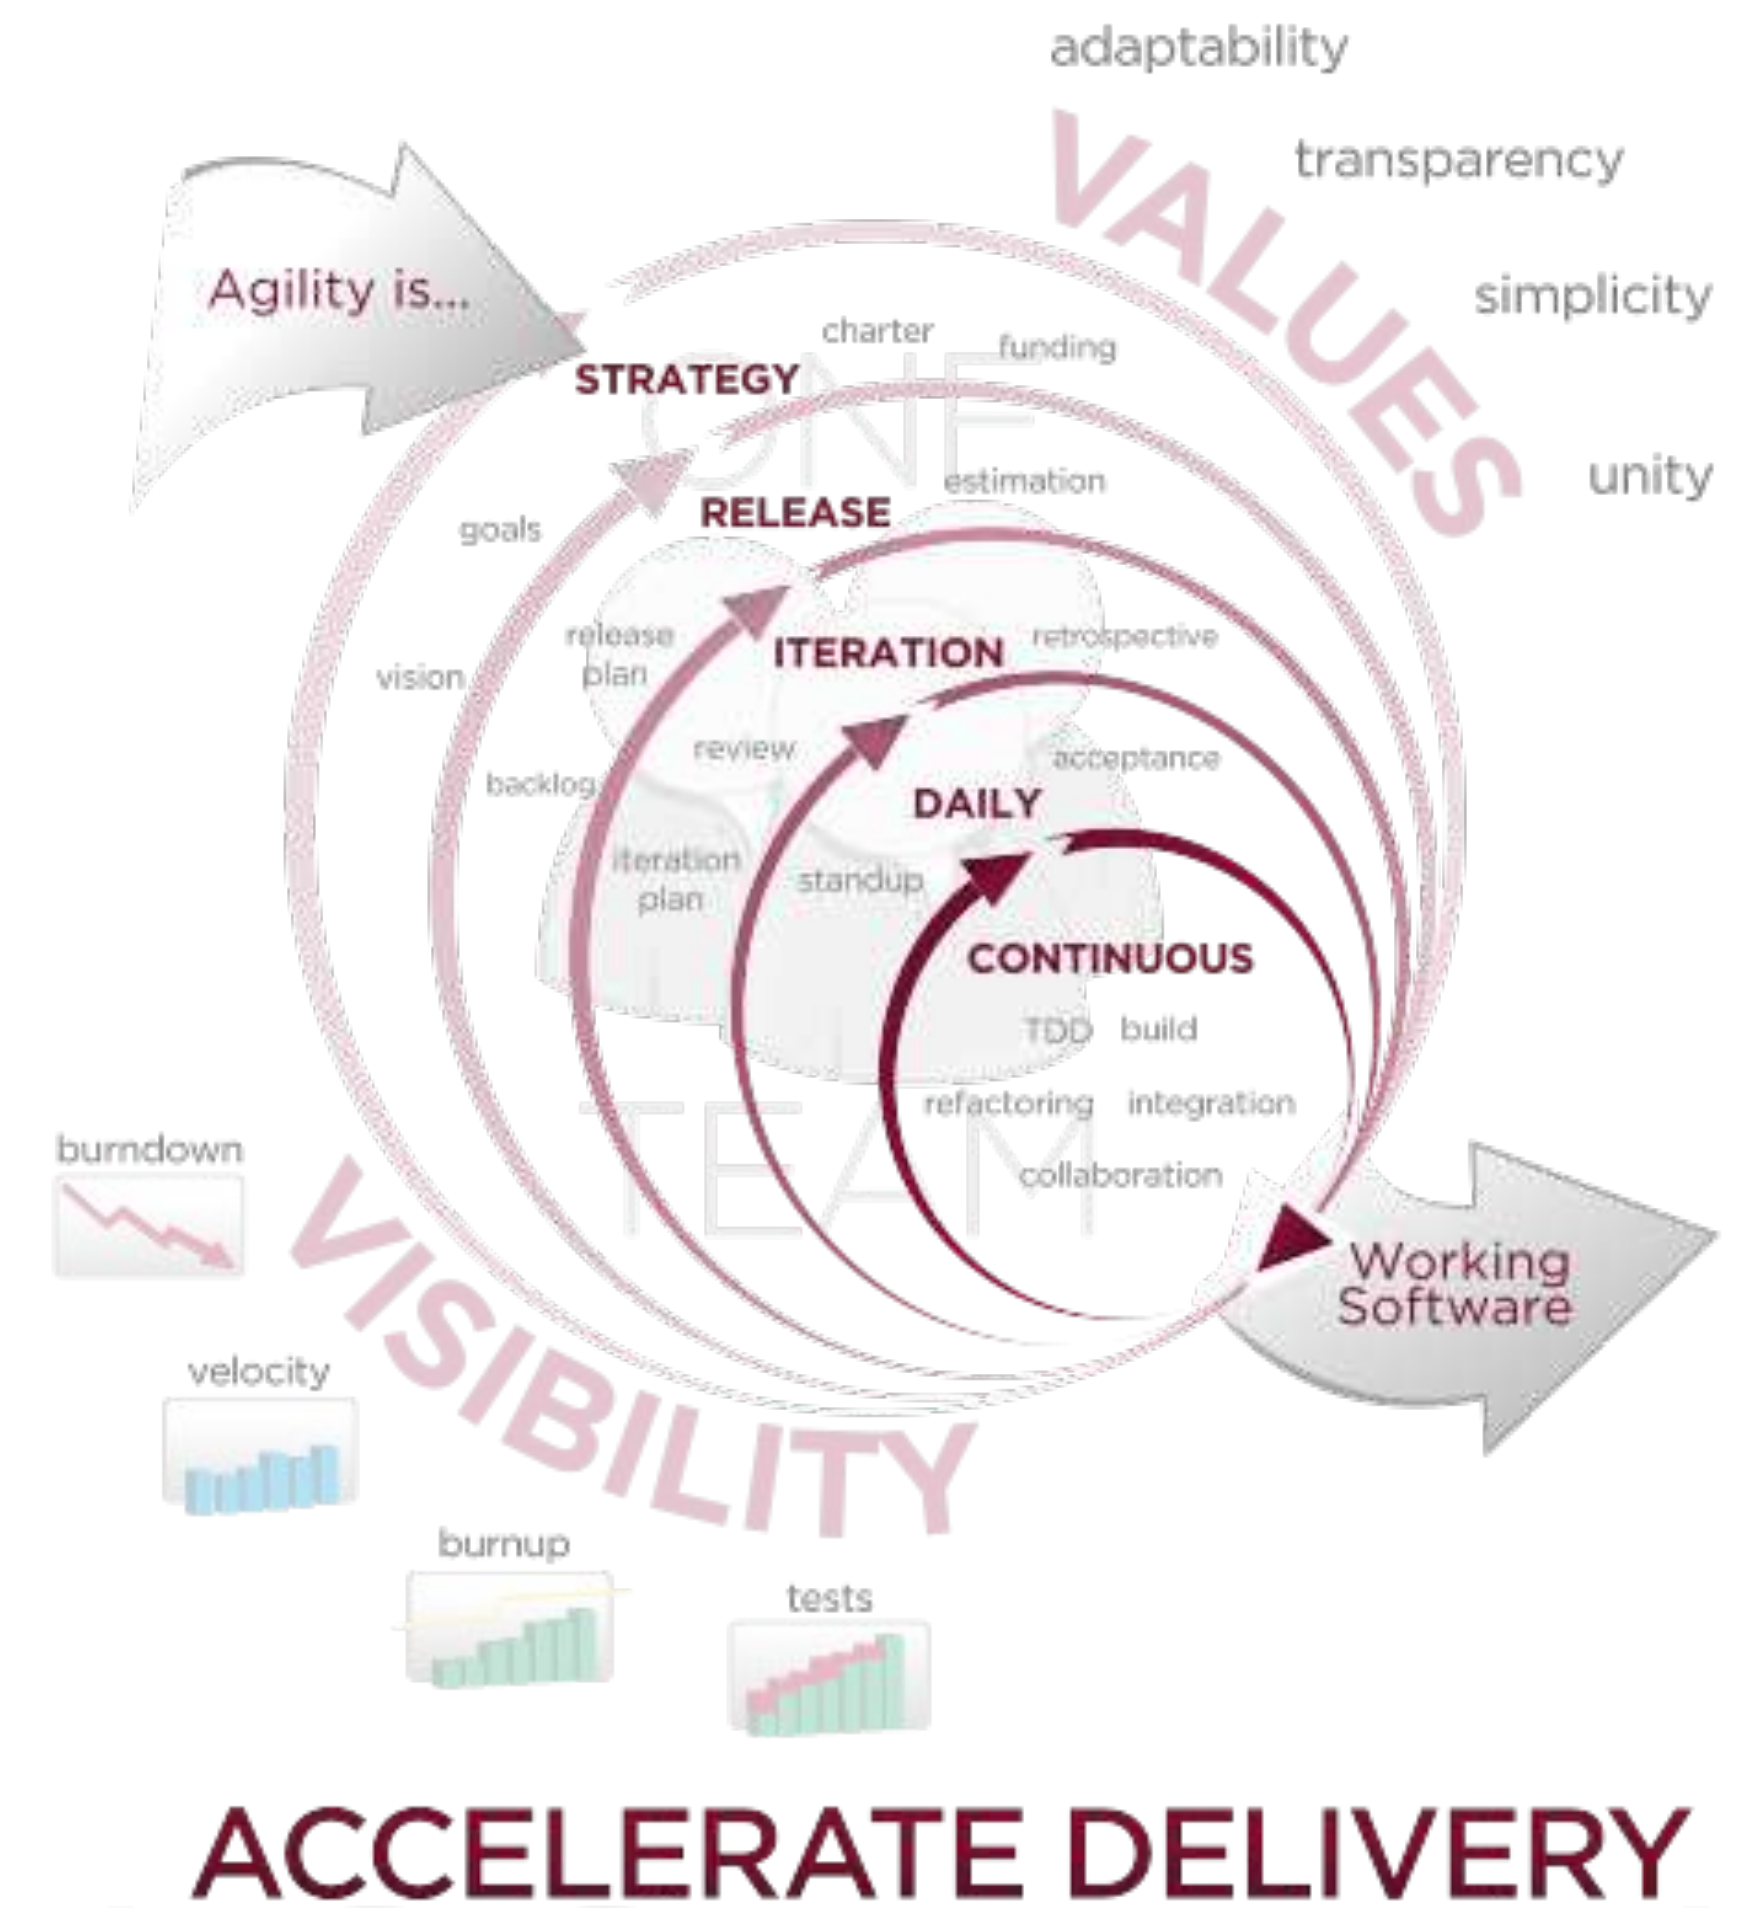 adaptability
VALUES
transparency
simplicity
unity
Agility is...
STRATEGY
charter
funding
goals
vision
ONE
RELEASE
estimation
release
plan
backlog
ITERATION
retrospective
review
iteration
plan
DAILY
acceptance
standup
CONTINUOUS
TDD build
refactoring integration
collaboration
TEAM
Working
Software
VISIBILITY
burndown
velocity
burnup
tests
ACCELERATE DELIVERY